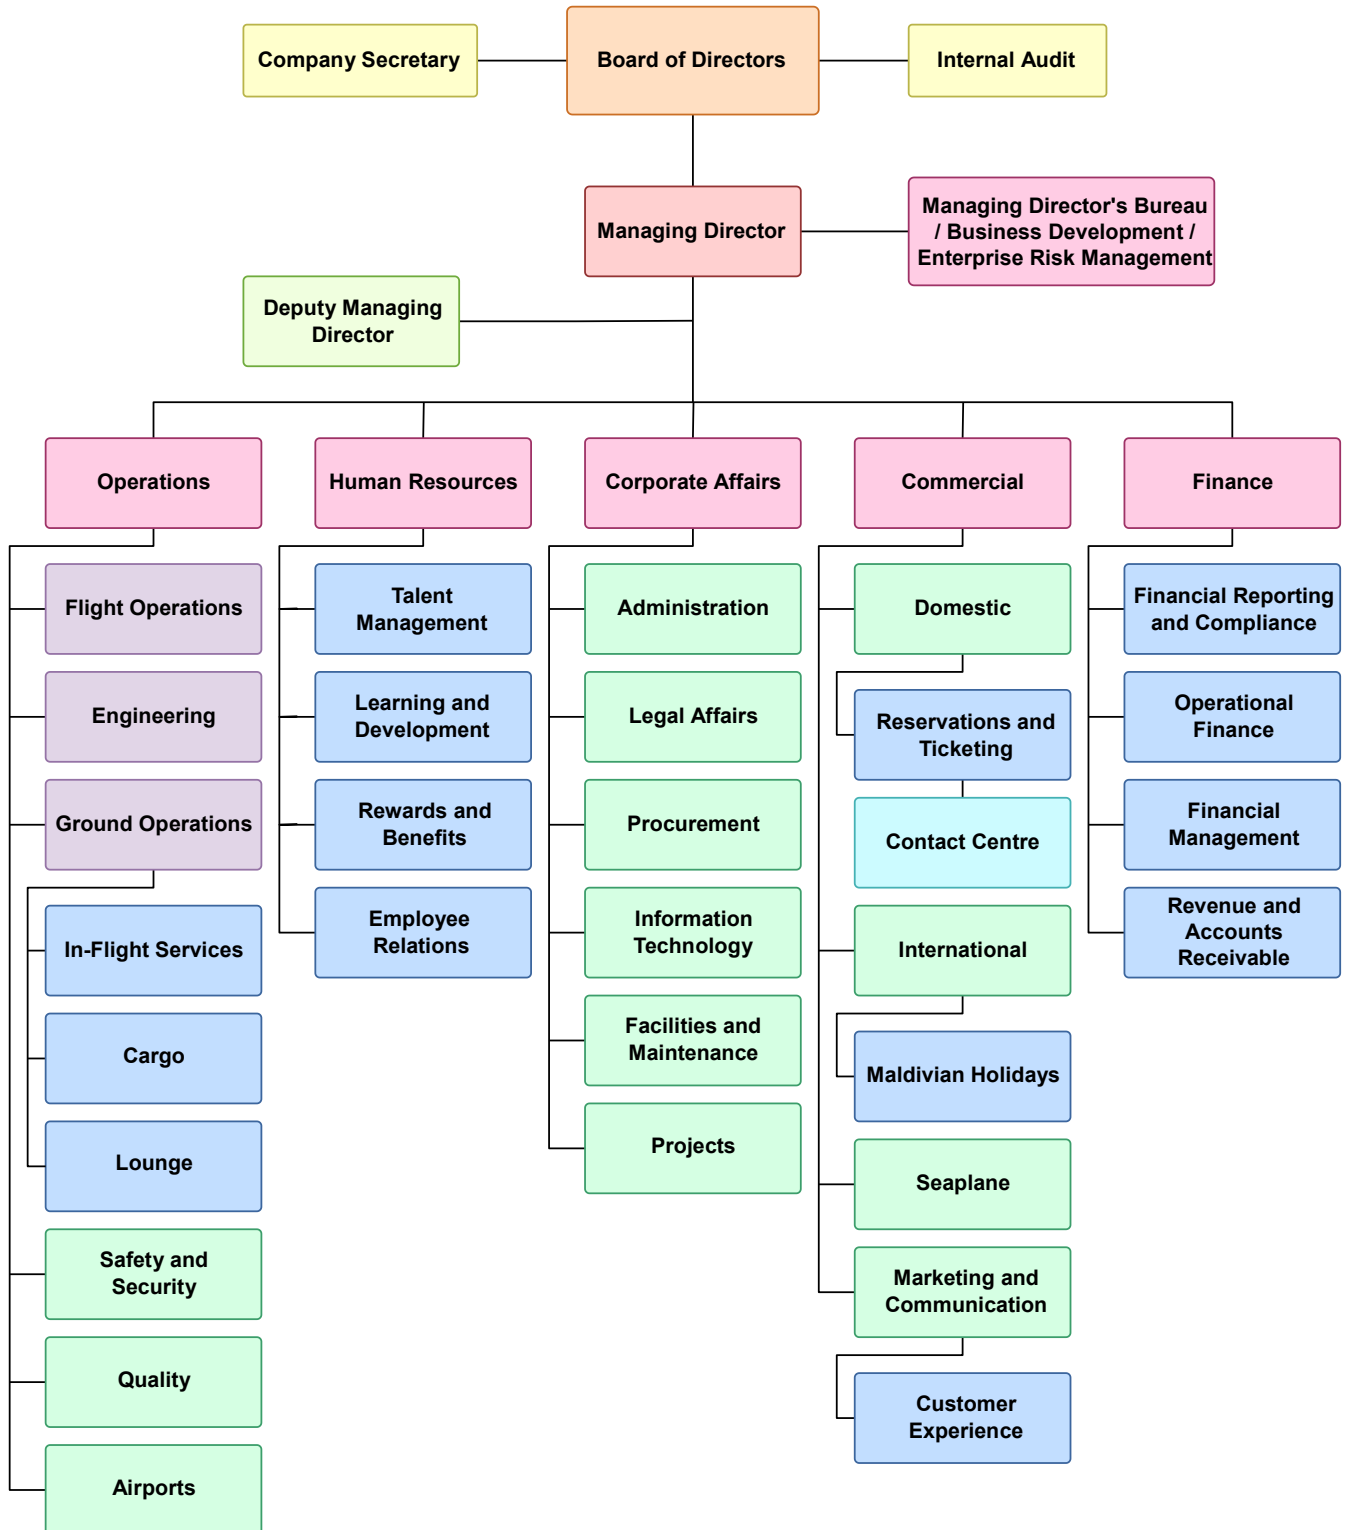 Company Secretary
Board of Directors
Internal Audit
Managing Director
Managing Director's Bureau
/ Business Development /
Enterprise Risk Management
Deputy Managing
Director
Operations
Human Resources
Corporate Affairs
Commercial
Finance
Flight Operations
Engineering
Ground Operations
In-Flight Services
Cargo
Lounge
Safety and
Security
Quality
Airports
Talent
Management
Learning and
Development
Rewards and
Benefits
Employee
Relations
Administration
Legal Affairs
Procurement
Information
Technology
Facilities and
Maintenance
Projects
Domestic
Reservations and
Ticketing
Contact Centre
International
Maldivian Holidays
Seaplane
Marketing and
Communication
Customer
Experience
Financial Reporting
and Compliance
Operational
Finance
Financial
Management
Revenue and
Accounts
Receivable